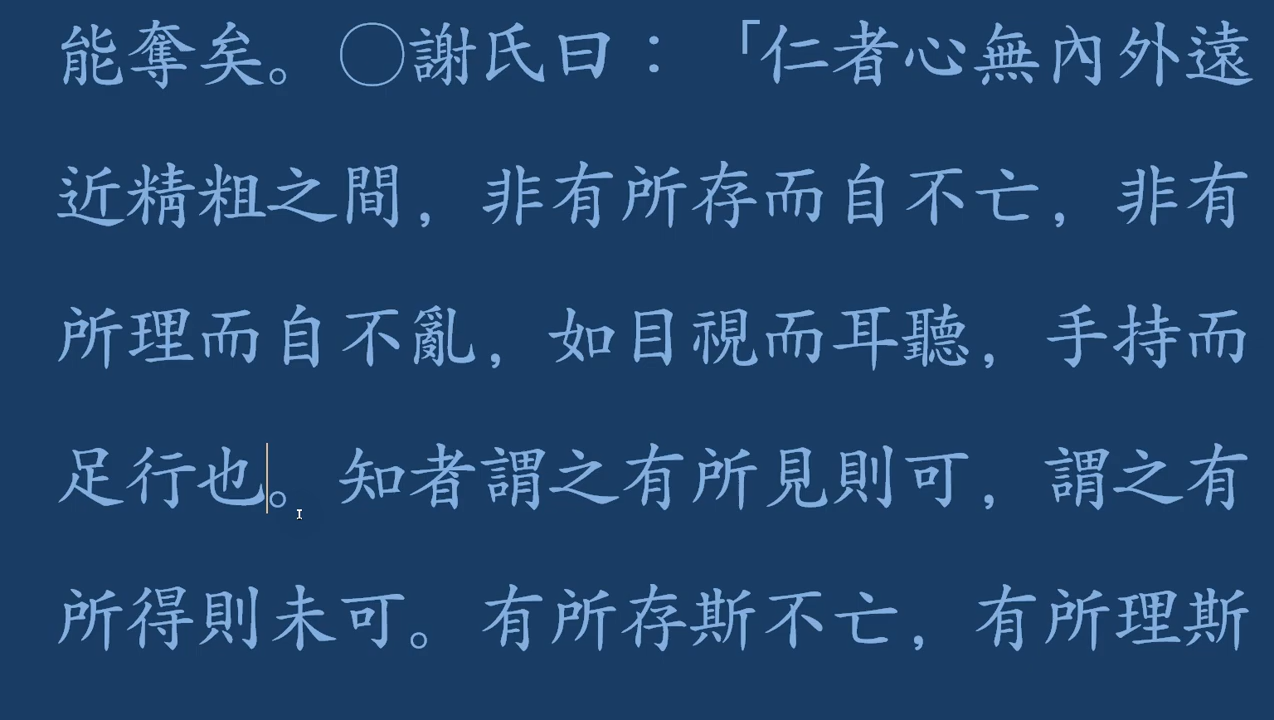 能奪矣。○謝氏曰：「仁者心無內外遠
近精粗之間，非有所存而自不亡，非有
所理而自不亂，如目視而耳聽，手持而
足行也。知者謂之有所見則可，謂之有
所得則未可。有所存斯不亡，有所理斯